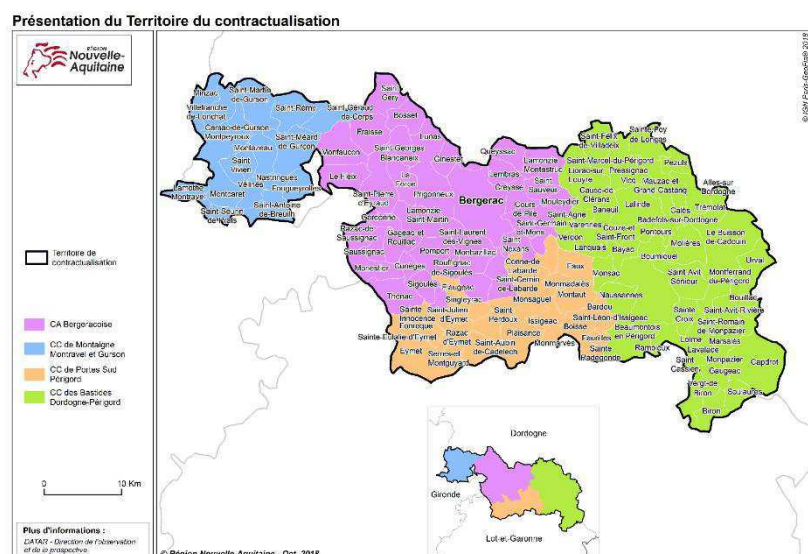 Présentation du Territoire du contractualisation
RÉGION
Nouvelle-
Aquitaine
Territoire de
contractualisation
CA Bergeracoise
CC de Montaigne
Montravel et Gurson
CC de Portes Sud
Périgord
CC des Bastides
Dordogne-Périgord
0 10 Km
Plus d'informations :
DATAR - Direction de l'observation
et de la prospective
Minzac
Saint-Martin
de-Gurson
Villefranche
de-Lonchat
Saint-Rémy
Saint-Géraud
de-Corps
Carsac-de-Gurson
Montpeyroux
Saint-Méard
de-Gurçon
Montazeau
Saint
Vivien
Nastringues
Vélines
Fougueyrolles
Lamothe
Montravel
Montcaret
Saint-Antoine
de-Breuilh
Saint-Seurin
de-Prats
Saint
Géry
Bosset
Fraisse
Lunas
Monfaucon
Saint-Georges
Blancaneix
Ginestet
Queyssac
Lembras
Lamonzie
Montastruc
Creysse
Saint
Sauveur
Le Fleix
La
Force
Prigonrieux
Bergerac
Mouleydier
Saint-Pierre
d'Eyraud
Cours
de-Pile
Saint-Germain
et-Mons
Gardonne
Lamonzie
Saint-Martin
Razac-de
Saussignac
Saussignac
Gageac-et
Rouillac
Saint-Laurent
des-Vignes
Saint
Nexans
Pomport
Monbazillac
Monestier
Cunèges
Rouffignac
de-Sigoulès
Colombier
Conne-de
Labarde
Saint-Cernin
de-Labarde
Sigoulès
Flaugeac
Thénac
Singleyrac
Monsaguel
Faux
Monmadalès
Montaut
Sainte
Innocence
Fonroque
Saint-Julien
d'Eymet
Saint
Perdoux
Issigeac
Bardou
Saint-Léon-d'Issigeac
Boisse
Sainte-Eulalie-d'Eymet
Razac
d'Eymet
Plaisance
Faurilles
Eymet
Serres-et
Montguyard
Saint-Aubin
de-Cadelech
Monmarvès
Sainte
Radegonde
Saint-Félix
de-Villadeix
Sainte-Foy
de-Longas
Saint-Marcel-du-Périgord
Liorac-sur
Louyre
Pressignac
Vicq
Pezuls
Mauzac-et
Grand-Castang
Alles-sur
Dordogne
Cause-de
Clérans
Baneuil
Lalinde
Calès
Trémolat
Saint-Agne
Varennes
Badefols-sur-Dordogne
Verdon
Couze-et
Saint-Front
Pontours
Le Buisson
de-Cadouin
Lanquais
Bayac
Molières
Bourniquel
Urval
Monsac
Saint-Avit
Sénieur
Montferrand
du-Périgord
Naussannes
Bouillac
Beaumontois
en-Périgord
Sainte
Croix
Saint-Avit-Rivière
Saint-Romain
de-Monpazier
Rampieux
Lolme
Marsalès
Lavalade
Saint
Cassien
Monpazier
Capdrot
Gaugeac
Vergt-de
Biron
Soulaures
Biron
Dordogne
Gironde
Lot-et-Garonne
© Région Nouvelle Aquitaine - Oct. 2018